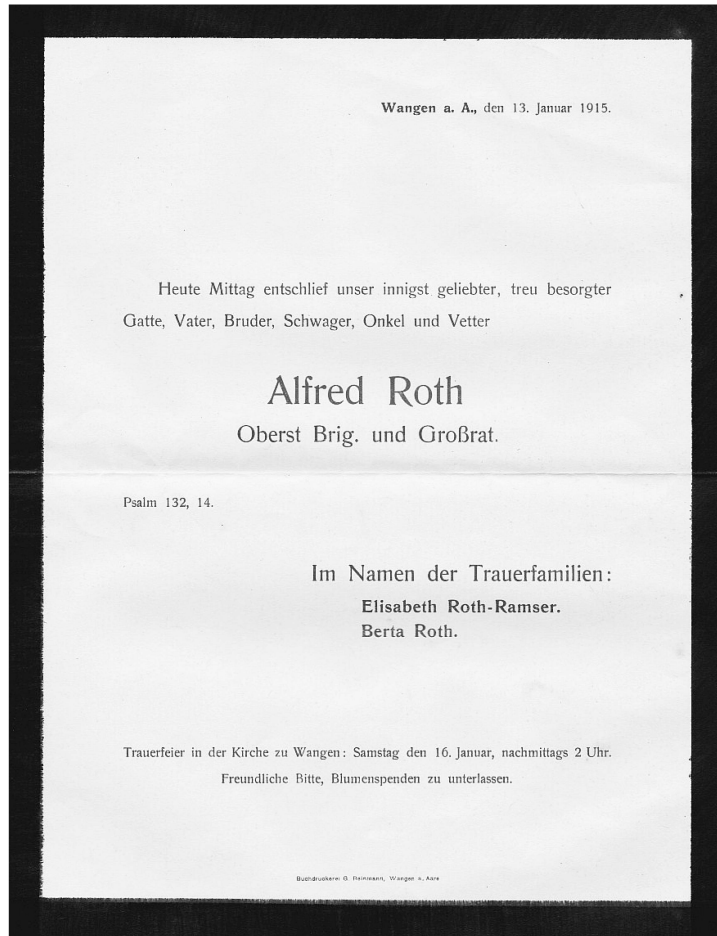 Wangen a. A., den 13. Januar 1915.
Heute Mittag entschlief unser innigst geliebter, treu besorgter
Gatte, Vater, Bruder, Schwager, Onkel und Vetter
Alfred Roth
Oberst Brig. und Großrat.
Psalm 132, 14.
Im Namen der Trauerfamilien:
Elisabeth Roth-Ramser.
Berta Roth.
Trauerfeier in der Kirche zu Wangen: Samstag den 16. Januar, nachmittags 2 Uhr.
Freundliche Bitte, Blumenspenden zu unterlassen.
Buchdruckerei G. Reinmann, Wangen a. Aare